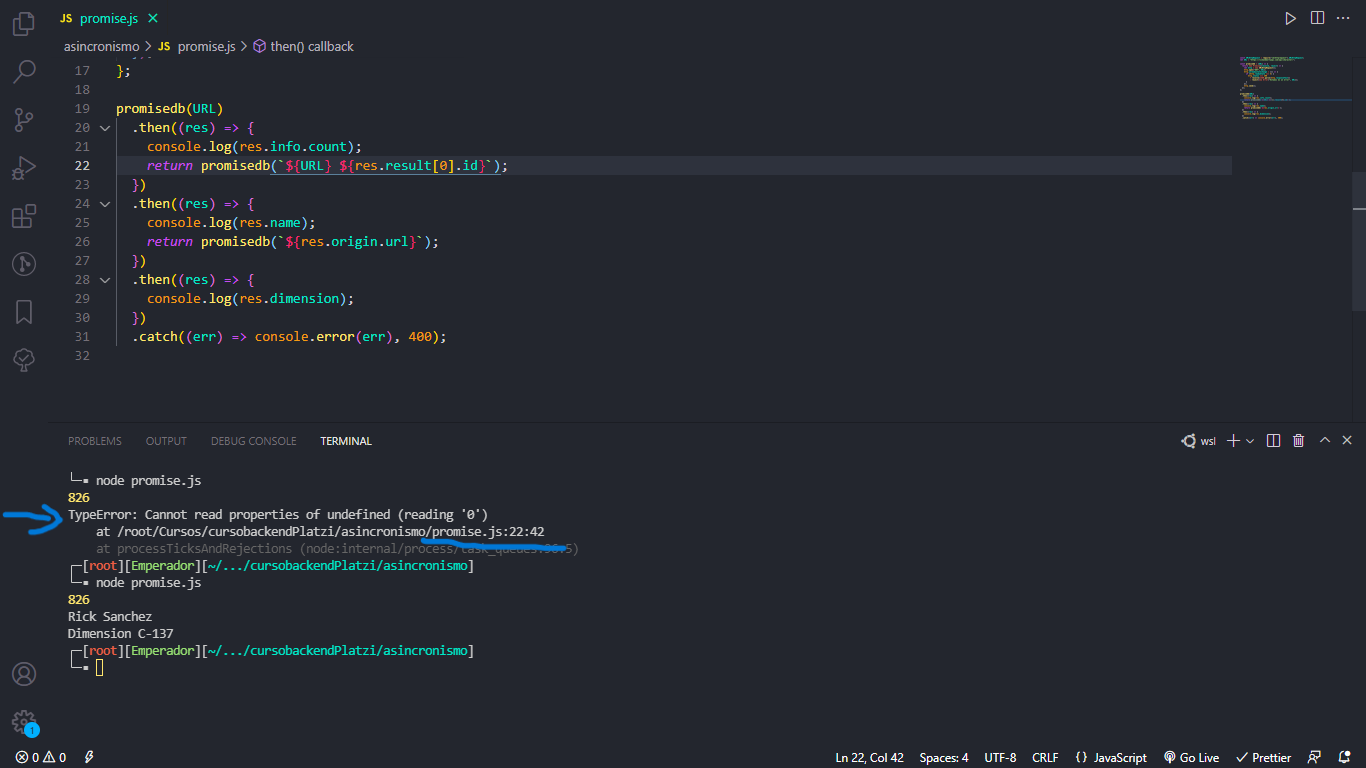 JS promise.js
asincronismo > JS promise.js > then() callback
17 };
18
19 promisedb(URL)
20 .then((res) => {
21 console.log(res.info.count);
22 return promisedb(`${URL} ${res.result[0].id}`);
23 })
24 .then((res) => {
25 console.log(res.name);
26 return promisedb(`${res.origin.url}`);
27 })
28 .then((res) => {
29 console.log(res.dimension);
30 })
31 .catch((err) => console.error(err), 400);
32
PROBLEMS OUTPUT DEBUG CONSOLE TERMINAL wsl
node promise.js
826
TypeError: Cannot read properties of undefined (reading '0')
at /root/Cursos/cursobackendPlatzi/asincronismo/promise.js:22:42
at processTicksAndRejections (node:internal/process/task_queues:96:5)
[root][Emperador][~/.../cursobackendPlatzi/asincronismo]
node promise.js
826
Rick Sanchez
Dimension C-137
[root][Emperador][~/.../cursobackendPlatzi/asincronismo]
1
0 0 Ln 22, Col 42 Spaces: 4 UTF-8 CRLF {} JavaScript Go Live Prettier